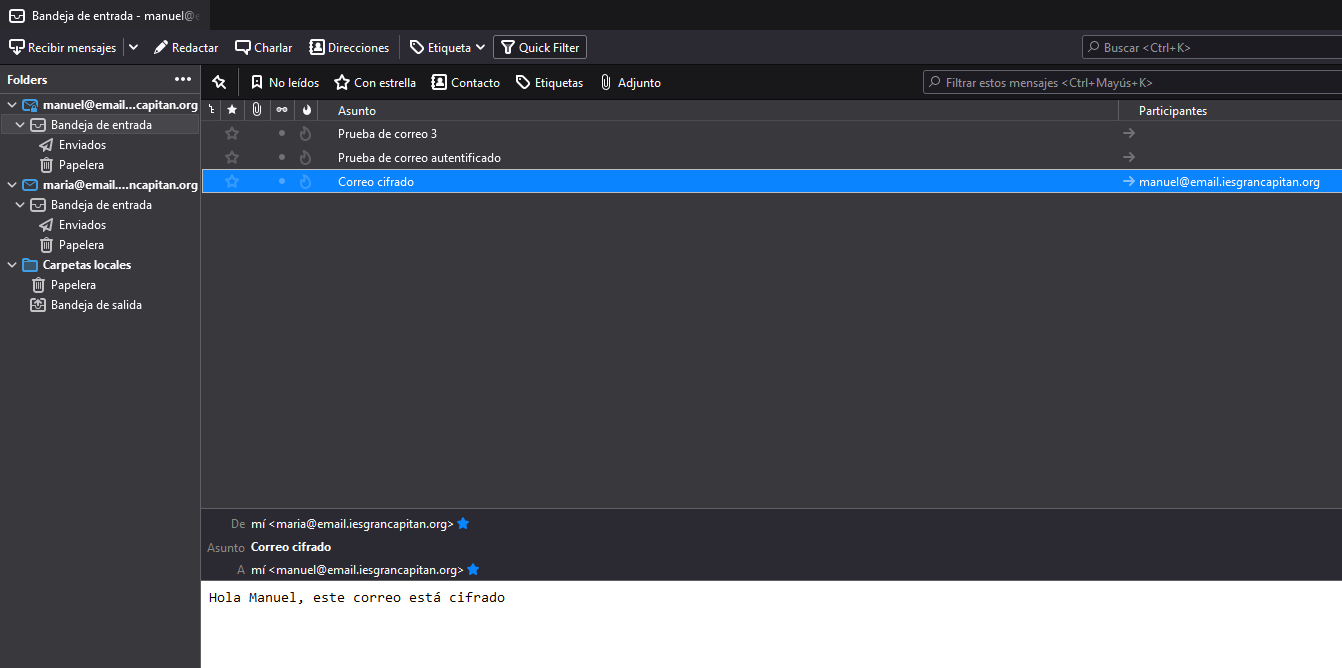 Bandeja de entrada - manuel@e
Recibir mensajes Redactar Charlar Direcciones Etiqueta Quick Filter Buscar <Ctrl+K>
Folders ••• No leídos Con estrella Contacto Etiquetas Adjunto Filtrar estos mensajes <Ctrl+Mayús+K>
manuel@email...capitan.org
Bandeja de entrada
Enviados
Papelera
maria@email....ncapitan.org
Bandeja de entrada
Enviados
Papelera
Carpetas locales
Papelera
Bandeja de salida
Asunto Participantes
Prueba de correo 3
Prueba de correo autentificado
Correo cifrado manuel@email.iesgrancapitan.org
De mí <maria@email.iesgrancapitan.org>
Asunto Correo cifrado
A mí <manuel@email.iesgrancapitan.org>
Hola Manuel, este correo está cifrado